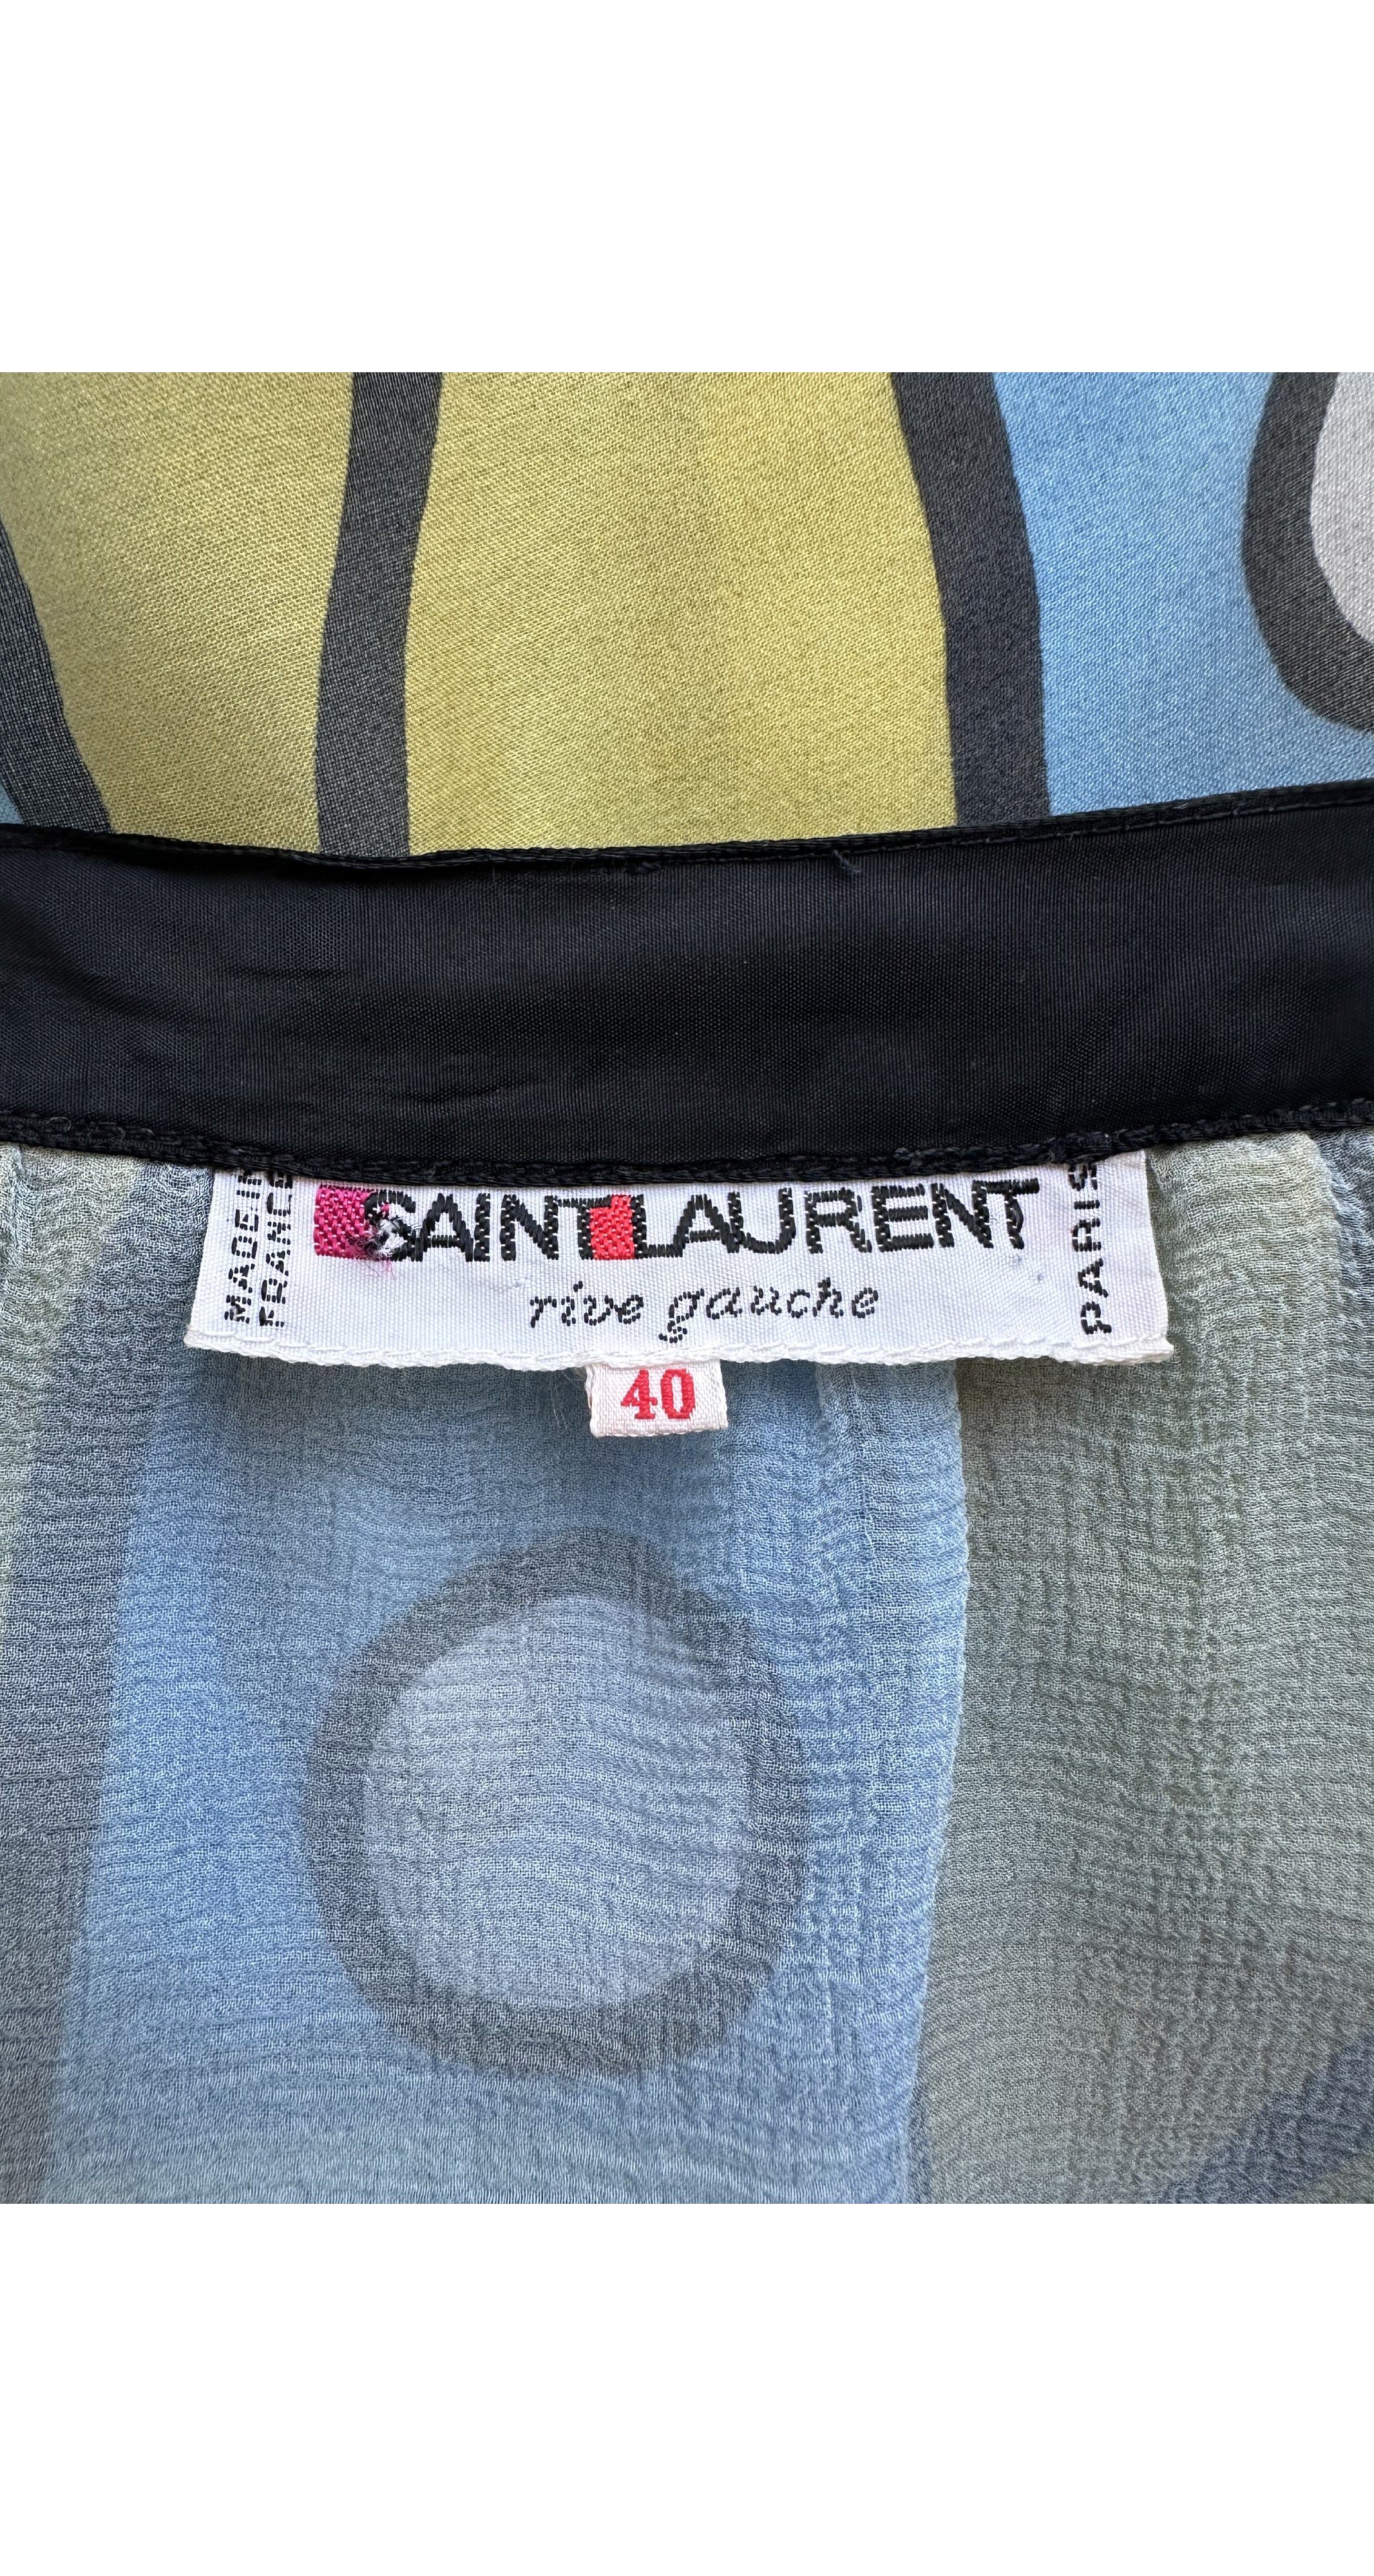 MADE IN
FRANCE
SAINT LAURENT
rive gauche
PARIS
40